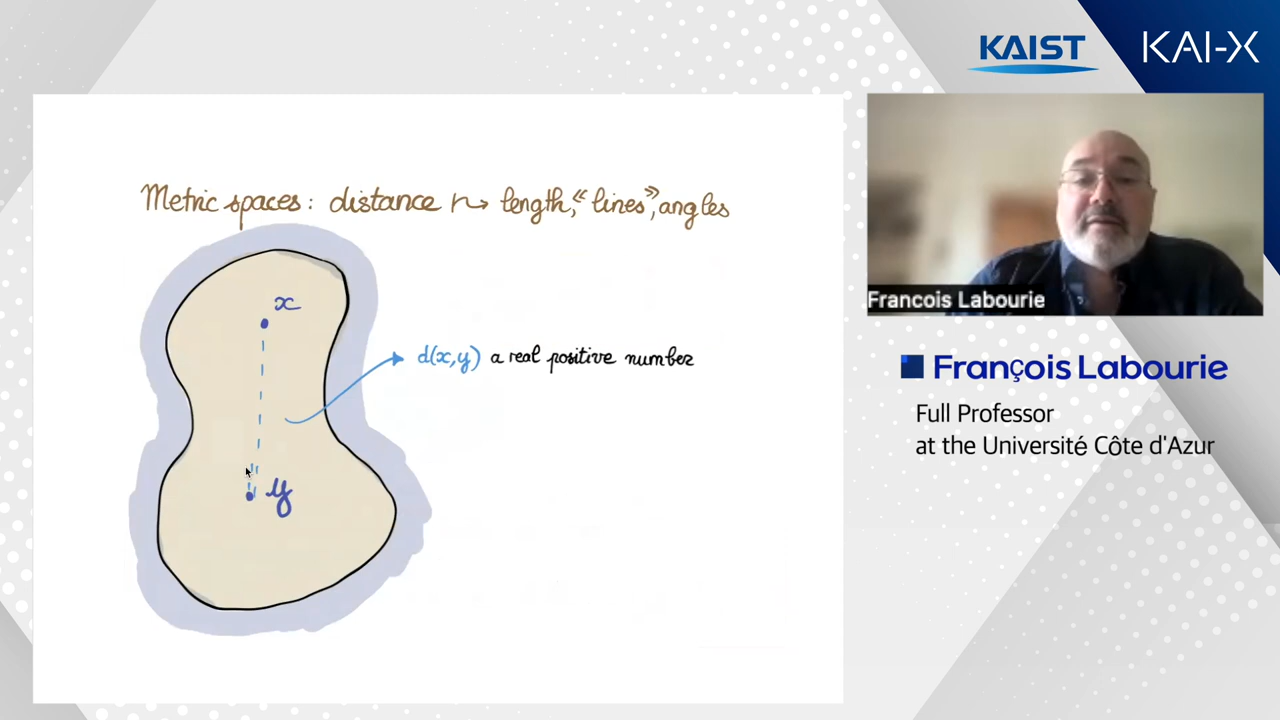 KAIST
KAI-X
Metric spaces : distance ↝ length, « lines », angles
x
d(x,y) a real positive number
y
Francois Labourie
François Labourie
Full Professor
at the Université Côte d'Azur